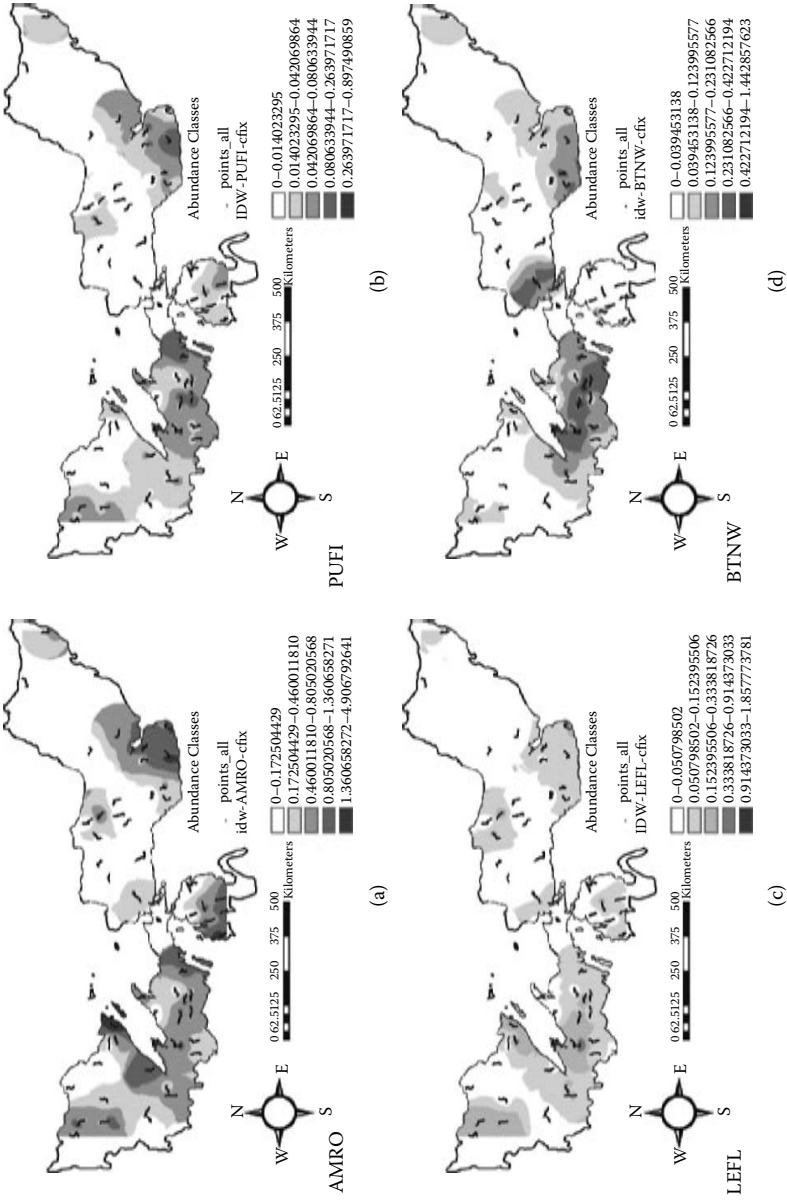 N
W
E
S
AMRO
0 62.5125 250 375 500
Kilometers
Abundance Classes
points_all
idw-AMRO-cfix
0–0.172504429
0.172504429–0.460011810
0.460011810–0.805020568
0.805020568–1.360658271
1.360658272–4.906792641
(a)
N
W
E
S
PUFI
0 62.5125 250 375 500
Kilometers
Abundance Classes
points_all
IDW-PUFI-cfix
0–0.014023295
0.014023295–0.042069864
0.042069864–0.080633944
0.080633944–0.263971717
0.263971717–0.897490859
(b)
N
W
E
S
LEFL
0 62.5125 250 375 500
Kilometers
Abundance Classes
points_all
IDW-LEFL-cfix
0–0.050798502
0.050798502–0.152395506
0.152395506–0.333818726
0.333818726–0.914373033
0.914373033–1.857773781
(c)
N
W
E
S
BTNW
0 62.5125 250 375 500
Kilometers
Abundance Classes
points_all
idw-BTNW-cfix
0–0.039453138
0.039453138–0.123995577
0.123995577–0.231082566
0.231082566–0.422712194
0.422712194–1.442857623
(d)